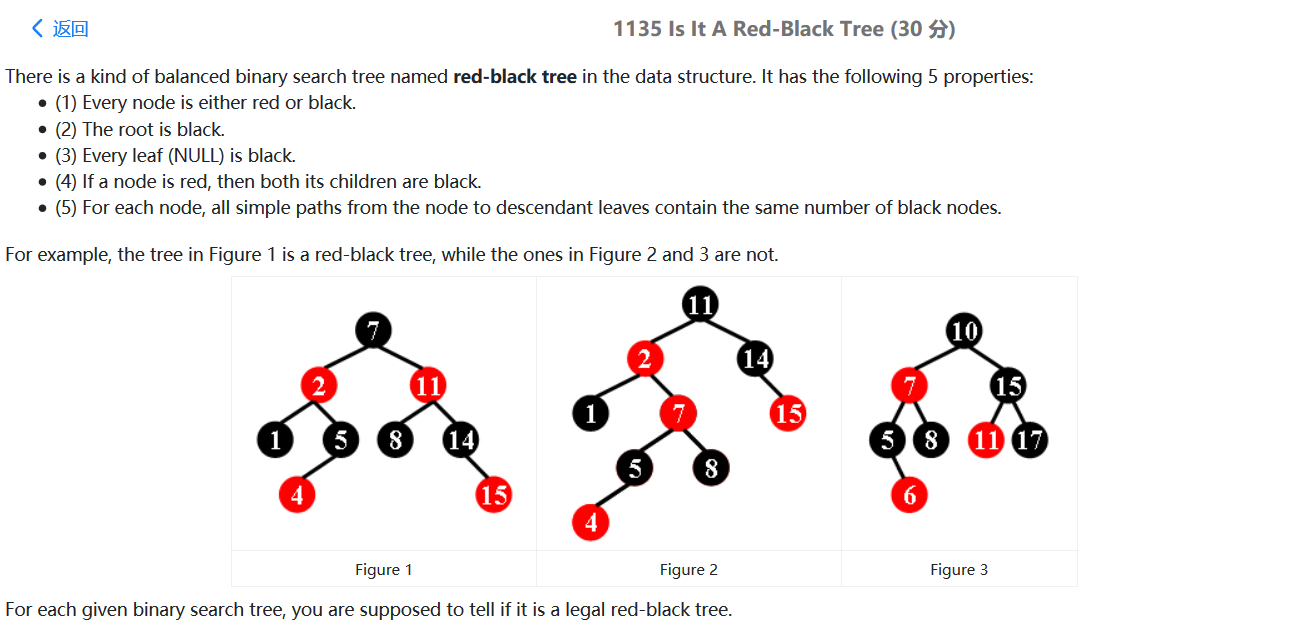 返回
1135 Is It A Red-Black Tree (30 分)
There is a kind of balanced binary search tree named red-black tree in the data structure. It has the following 5 properties:
• (1) Every node is either red or black.
• (2) The root is black.
• (3) Every leaf (NULL) is black.
• (4) If a node is red, then both its children are black.
• (5) For each node, all simple paths from the node to descendant leaves contain the same number of black nodes.
For example, the tree in Figure 1 is a red-black tree, while the ones in Figure 2 and 3 are not.
7
2 11
1 5 8 14
4 15
Figure 1
11
2 14
1 7 15
5 8
4
Figure 2
10
7 15
5 8 11 17
6
Figure 3
For each given binary search tree, you are supposed to tell if it is a legal red-black tree.